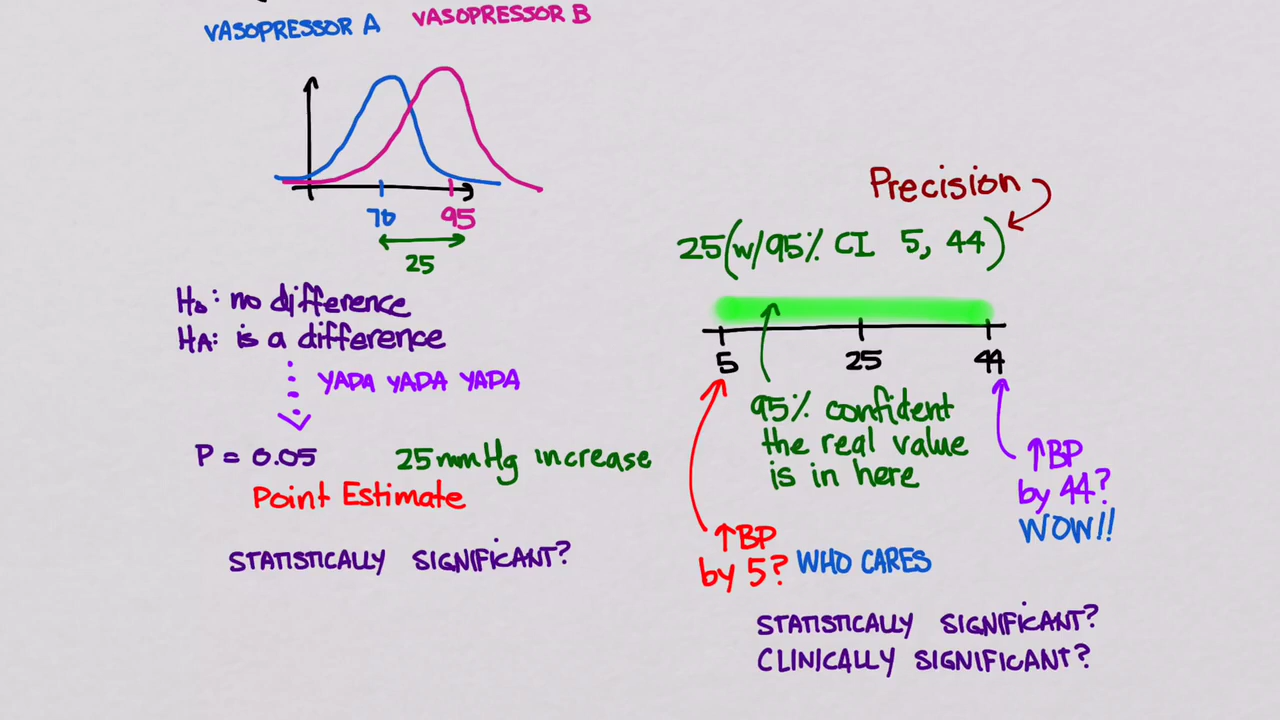 VASOPRESSOR A
VASOPRESSOR B
70
95
25
H₀: no difference
HA: is a difference
YADA YADA YADA
P = 0.05
25mmHg increase
Point Estimate
STATISTICALLY SIGNIFICANT?
Precision
25(w/95% CI 5, 44)
5
25
44
95% confident
the real value
is in here
↑BP
by 5?
WHO CARES
↑BP
by 44?
WOW!!
STATISTICALLY SIGNIFICANT?
CLINICALLY SIGNIFICANT?